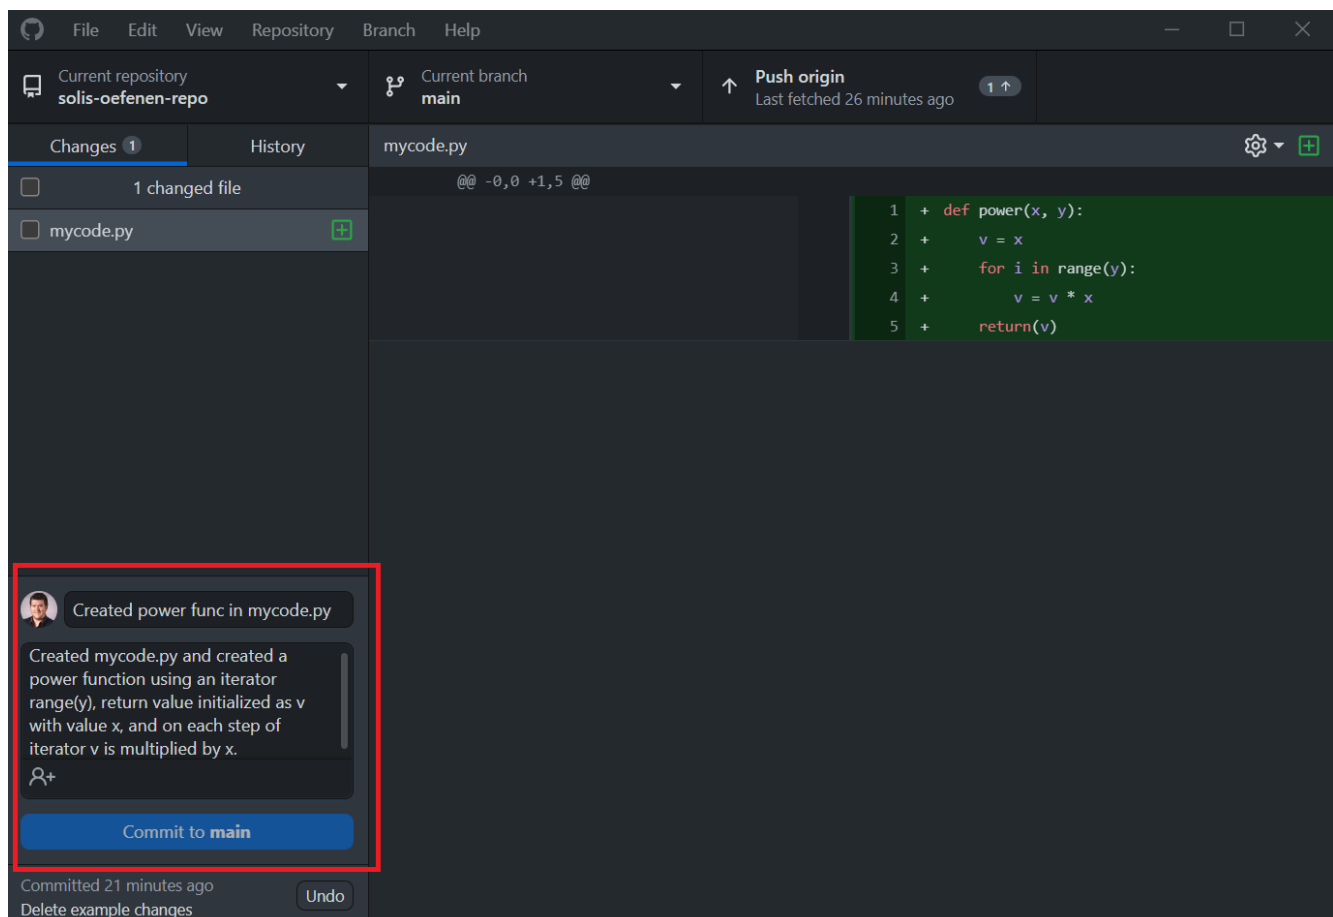 File Edit View Repository Branch Help
Current repository
solis-oefenen-repo
Current branch
main
Push origin
Last fetched 26 minutes ago
1 ↑
Changes 1
History
mycode.py
1 changed file
mycode.py
@@ -0,0 +1,5 @@
1 + def power(x, y):
2 +     v = x
3 +     for i in range(y):
4 +         v = v * x
5 +     return(v)
Created power func in mycode.py
Created mycode.py and created a
power function using an iterator
range(y), return value initialized as v
with value x, and on each step of
iterator v is multiplied by x.
Commit to main
Committed 21 minutes ago
Delete example changes
Undo